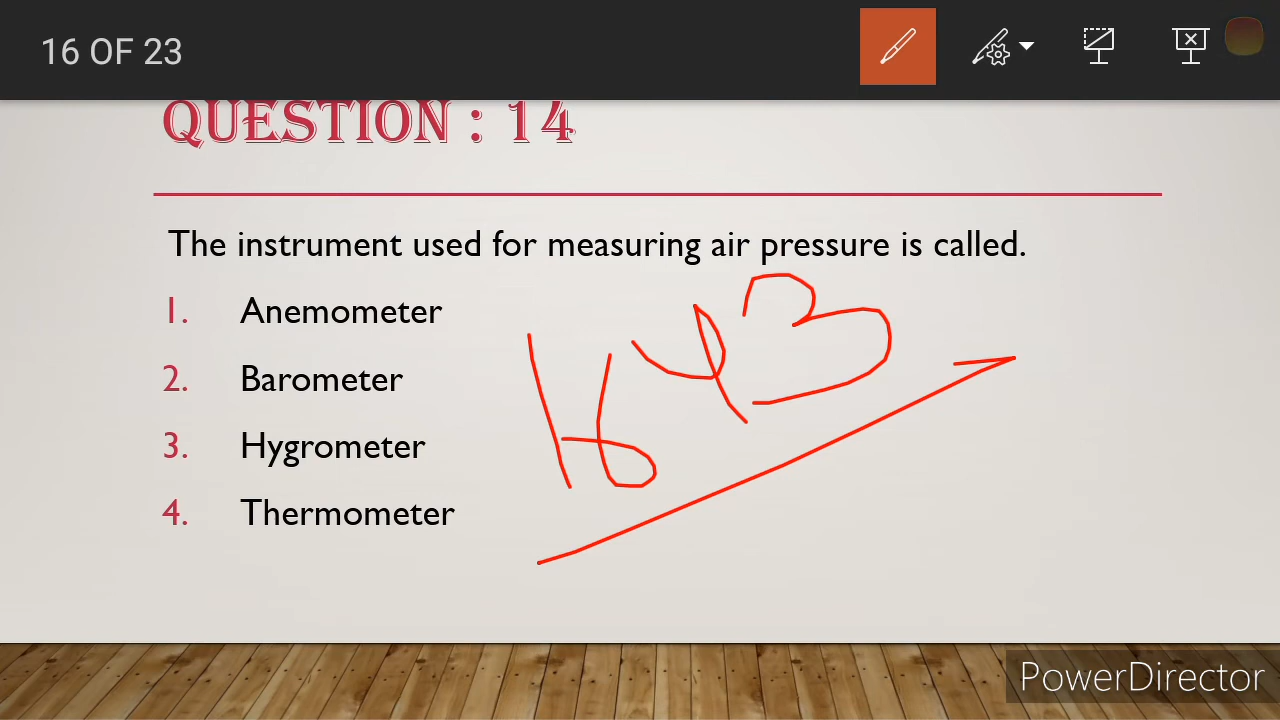 16 OF 23
QUESTION : 14
The instrument used for measuring air pressure is called.
1. Anemometer
2. Barometer
3. Hygrometer
4. Thermometer
1643
PowerDirector